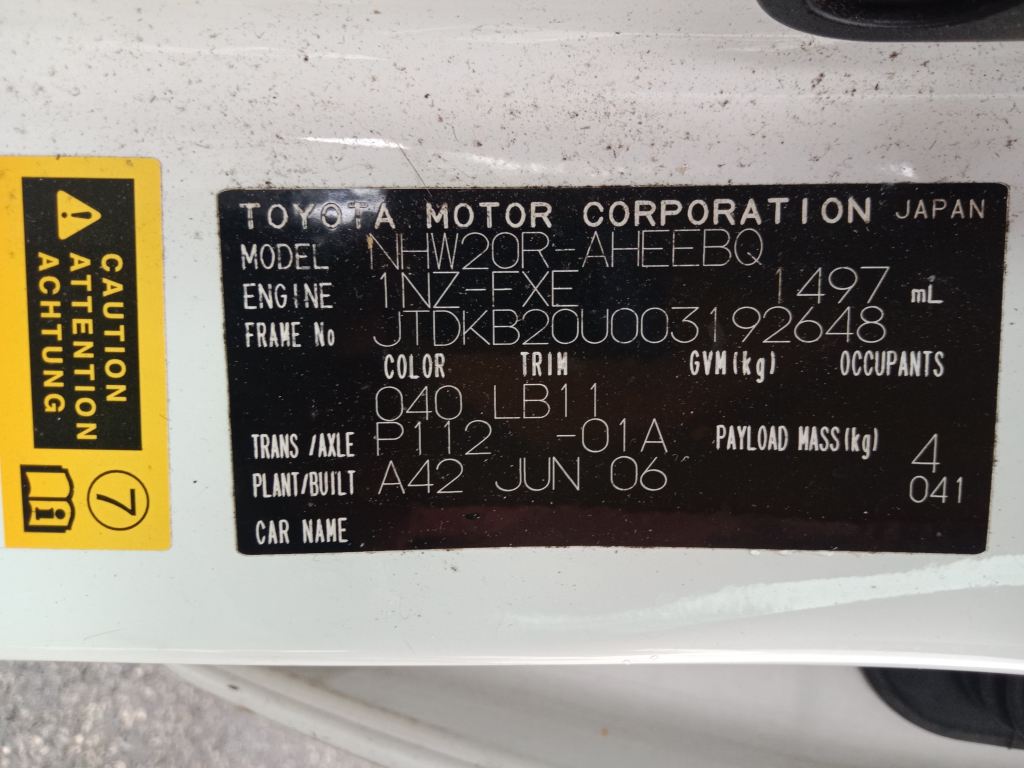 TOYOTA MOTOR CORPORATION JAPAN
MODEL NHW20R-AHEEBQ
ENGINE 1NZ-FXE 1497 mL
FRAME No JTDKB20U003192648
COLOR TRIM GVM(kg) OCCUPANTS
040 LB11
TRANS/AXLE P112 -01A PAYLOAD MASS(kg) 4
PLANT/BUILT A42 JUN 06 041
CAR NAME
CAUTION
ATTENTION
ACHTUNG
7
i